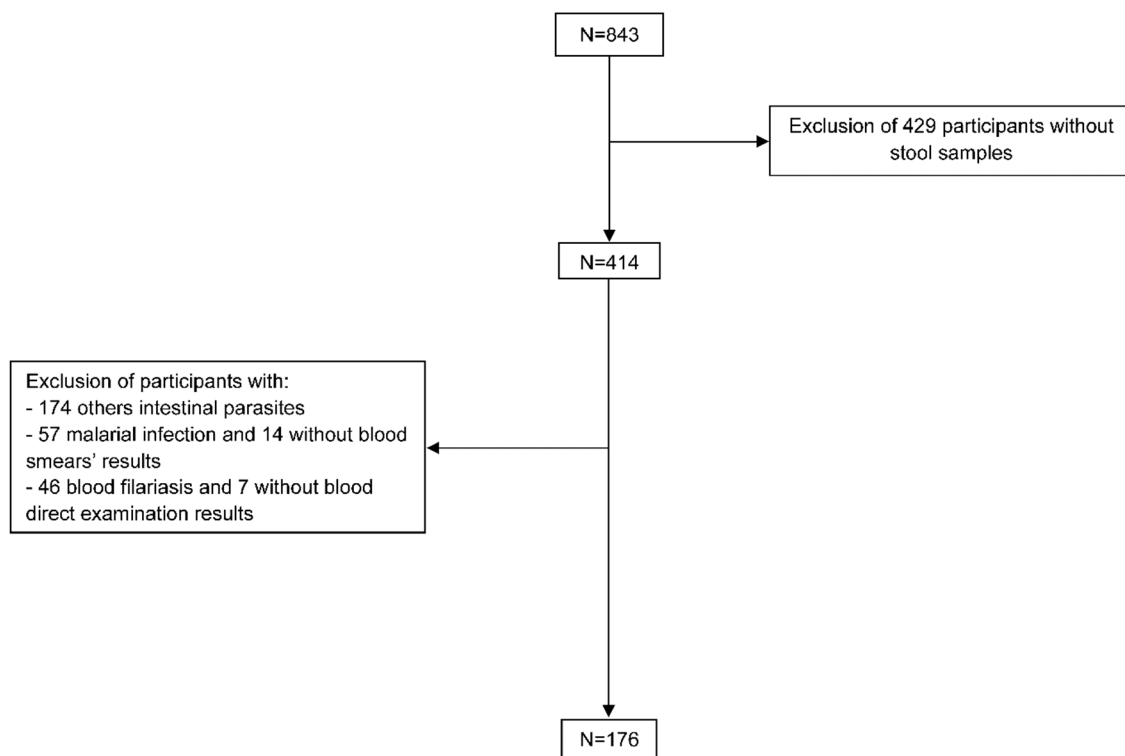 N=843
Exclusion of 429 participants without
stool samples
N=414
Exclusion of participants with:
- 174 others intestinal parasites
- 57 malarial infection and 14 without blood
smears’ results
- 46 blood filariasis and 7 without blood
direct examination results
N=176